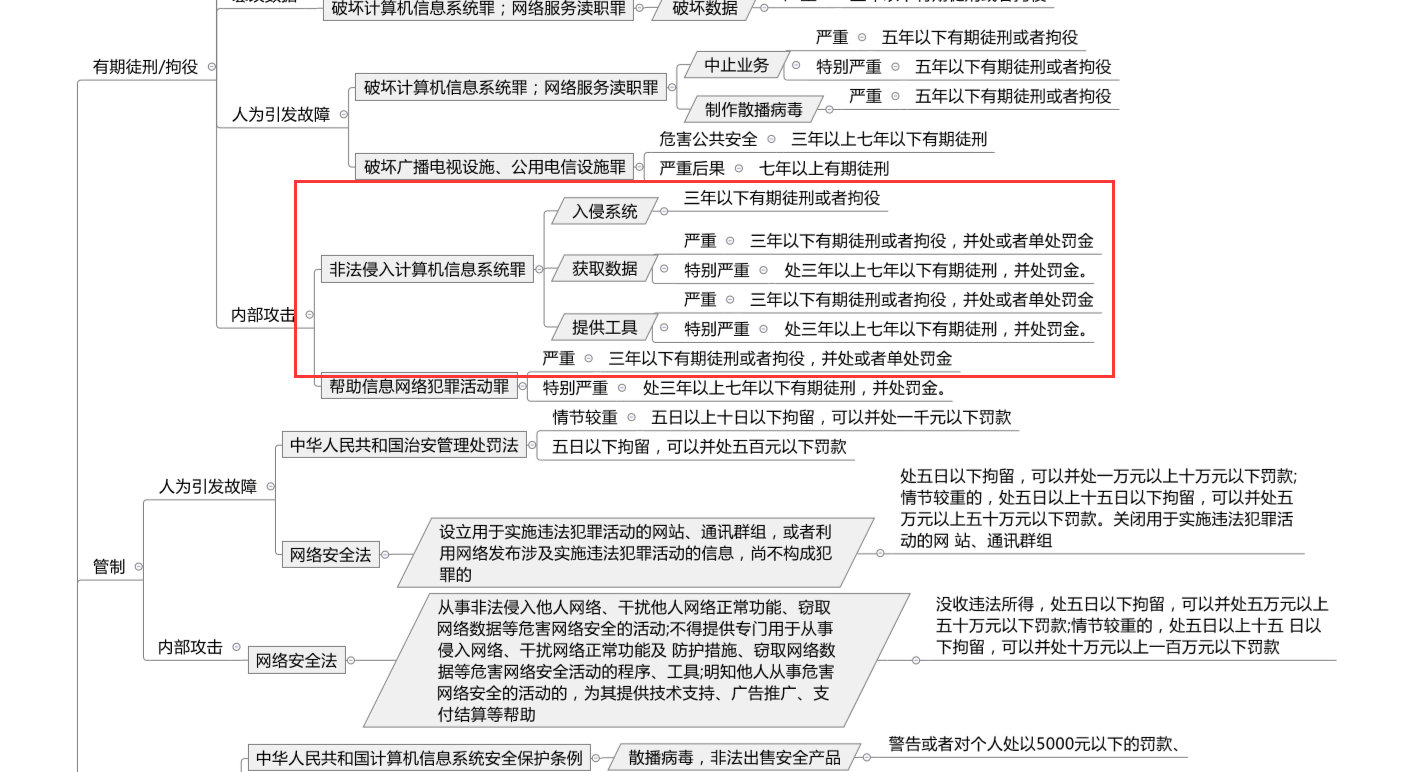 破坏计算机信息系统罪；网络服务渎职罪
破坏数据
有期徒刑/拘役
人为引发故障
破坏计算机信息系统罪；网络服务渎职罪
中止业务
严重
五年以下有期徒刑或者拘役
特别严重
五年以下有期徒刑或者拘役
制作散播病毒
严重
五年以下有期徒刑或者拘役
破坏广播电视设施、公用电信设施罪
危害公共安全
三年以上七年以下有期徒刑
严重后果
七年以上有期徒刑
内部攻击
非法侵入计算机信息系统罪
入侵系统
三年以下有期徒刑或者拘役
获取数据
严重
三年以下有期徒刑或者拘役，并处或者单处罚金
特别严重
处三年以上七年以下有期徒刑，并处罚金。
提供工具
严重
三年以下有期徒刑或者拘役，并处或者单处罚金
特别严重
处三年以上七年以下有期徒刑，并处罚金。
帮助信息网络犯罪活动罪
严重
三年以下有期徒刑或者拘役，并处或者单处罚金
特别严重
处三年以上七年以下有期徒刑，并处罚金。
管制
人为引发故障
中华人民共和国治安管理处罚法
情节较重
五日以上十日以下拘留，可以并处一千元以下罚款
五日以下拘留，可以并处五百元以下罚款
网络安全法
设立用于实施违法犯罪活动的网站、通讯群组，或者利
用网络发布涉及实施违法犯罪活动的信息，尚不构成犯
罪的
处五日以下拘留，可以并处一万元以上十万元以下罚款;
情节较重的，处五日以上十五日以下拘留，可以并处五
万元以上五十万元以下罚款。关闭用于实施违法犯罪活
动的网 站、通讯群组
内部攻击
网络安全法
从事非法侵入他人网络、干扰他人网络正常功能、窃取
网络数据等危害网络安全的活动;不得提供专门用于从事
侵入网络、干扰网络正常功能及 防护措施、窃取网络数
据等危害网络安全活动的程序、工具;明知他人从事危害
网络安全的活动的，为其提供技术支持、广告推广、支
付结算等帮助
没收违法所得，处五日以下拘留，可以并处五万元以上
五十万元以下罚款;情节较重的，处五日以上十五 日以
下拘留，可以并处十万元以上一百万元以下罚款
中华人民共和国计算机信息系统安全保护条例
散播病毒，非法出售安全产品
警告或者对个人处以5000元以下的罚款、